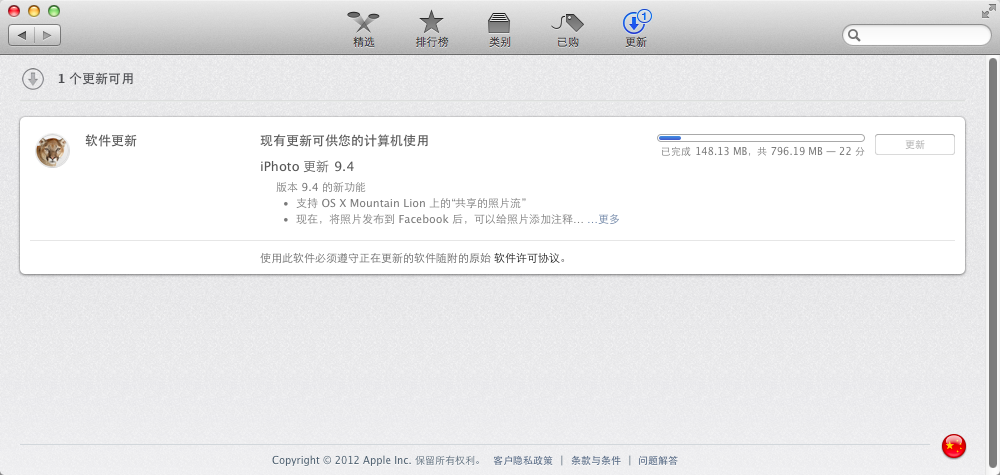 精选
排行榜
类别
已购
更新
1
1 个更新可用
软件更新
现有更新可供您的计算机使用
iPhoto 更新 9.4
版本 9.4 的新功能
• 支持 OS X Mountain Lion 上的“共享的照片流”
• 现在，将照片发布到 Facebook 后，可以给照片添加注释... ...更多
已完成 148.13 MB，共 796.19 MB — 22 分
更新
使用此软件必须遵守正在更新的软件随附的原始 软件许可协议。
Copyright © 2012 Apple Inc. 保留所有权利。 客户隐私政策 | 条款与条件 | 问题解答